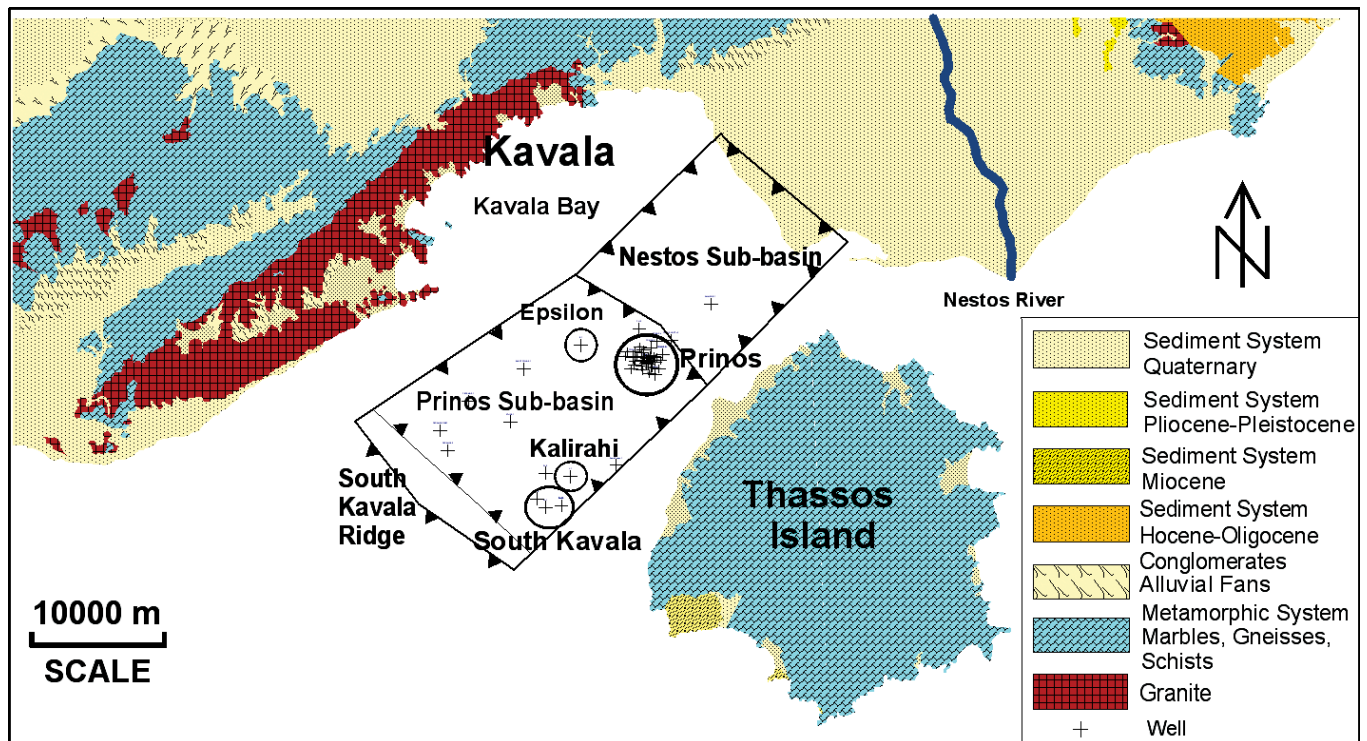 Kavala
Kavala Bay
Nestos Sub-basin
Nestos River
Epsilon
Prinos
Prinos Sub-basin
Kalirahi
South
Kavala
Ridge
South Kavala
Thassos
Island
10000 m
SCALE
N
Sediment System
Quaternary
Sediment System
Pliocene-Pleistocene
Sediment System
Miocene
Sediment System
Hocene-Oligocene
Conglomerates
Alluvial Fans
Metamorphic System
Marbles, Gneisses,
Schists
Granite
Well